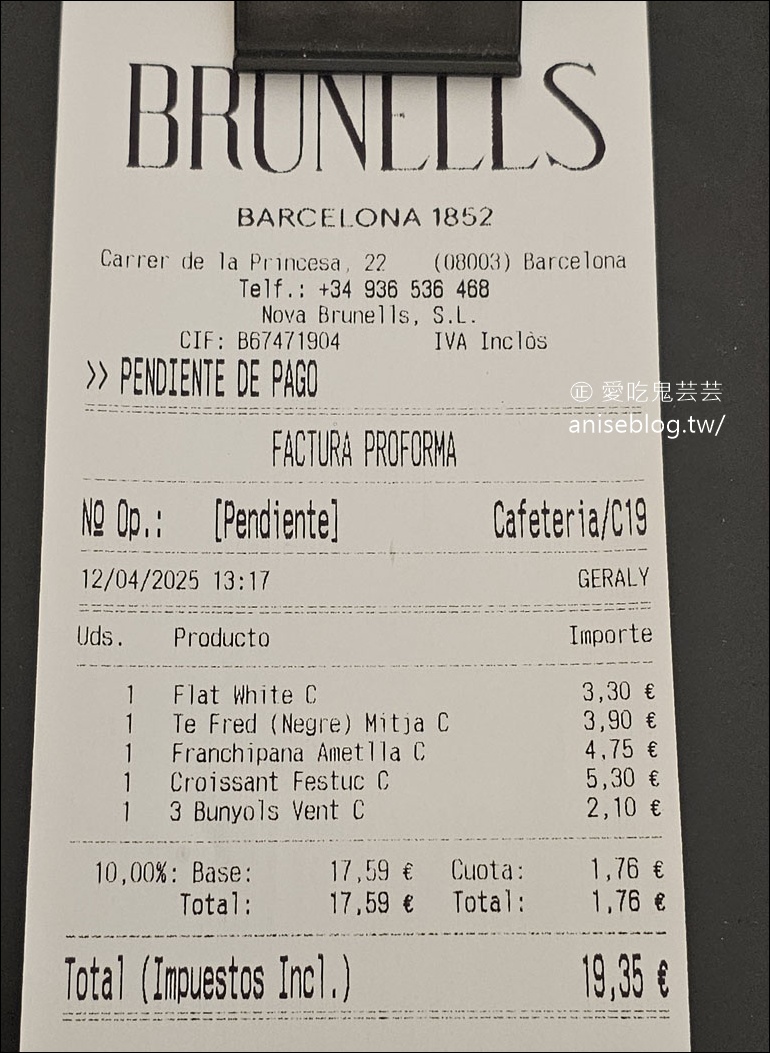 BRUNELLS
BARCELONA 1852
Carrer de la Princesa, 22 (08003) Barcelona
Telf.: +34 936 536 468
Nova Brunells, S.L.
CIF: B67471904 IVA Inclòs
>> PENDIENTE DE PAGO
㊣ 愛吃鬼芸芸
aniseblog.tw/
FACTURA PROFORMA
Nº Op.: [Pendiente] Cafeteria/C19
12/04/2025 13:17 GERALY
Uds. Producto Importe
1 Flat White C 3,30 €
1 Te Fred (Negre) Mitja C 3,90 €
1 Franchipana Ametlla C 4,75 €
1 Croissant Festuc C 5,30 €
1 3 Bunyols Vent C 2,10 €
10,00%: Base: 17,59 € Cuota: 1,76 €
Total: 17,59 € Total: 1,76 €
Total (Impuestos Incl.) 19,35 €